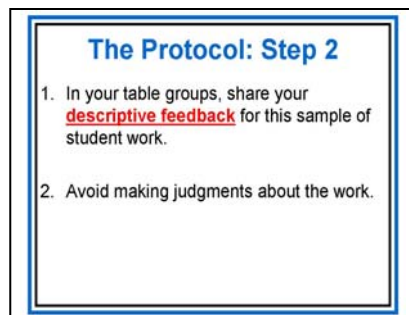 The Protocol: Step 2
1. In your table groups, share your
descriptive feedback for this sample of
student work.
2. Avoid making judgments about the work.